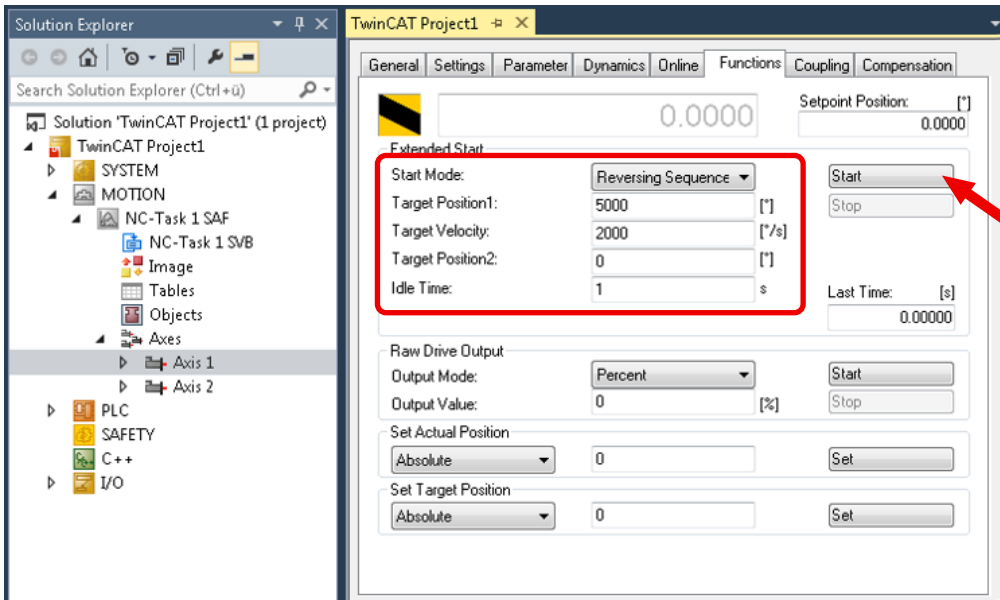 Solution Explorer
Search Solution Explorer (Ctrl+ü)
Solution 'TwinCAT Project1' (1 project)
TwinCAT Project1
SYSTEM
MOTION
NC-Task 1 SAF
NC-Task 1 SVB
Image
Tables
Objects
Axes
Axis 1
Axis 2
PLC
SAFETY
C++
I/O
TwinCAT Project1
General Settings Parameter Dynamics Online Functions Coupling Compensation
0.0000
Setpoint Position: [°]
0.0000
Extended Start
Start Mode: Reversing Sequence Start
Target Position1: 5000 [°] Stop
Target Velocity: 2000 [°/s]
Target Position2: 0 [°]
Idle Time: 1 s
Last Time: [s]
0.00000
Raw Drive Output
Output Mode: Percent Start
Output Value: 0 [%] Stop
Set Actual Position
Absolute 0 Set
Set Target Position
Absolute 0 Set